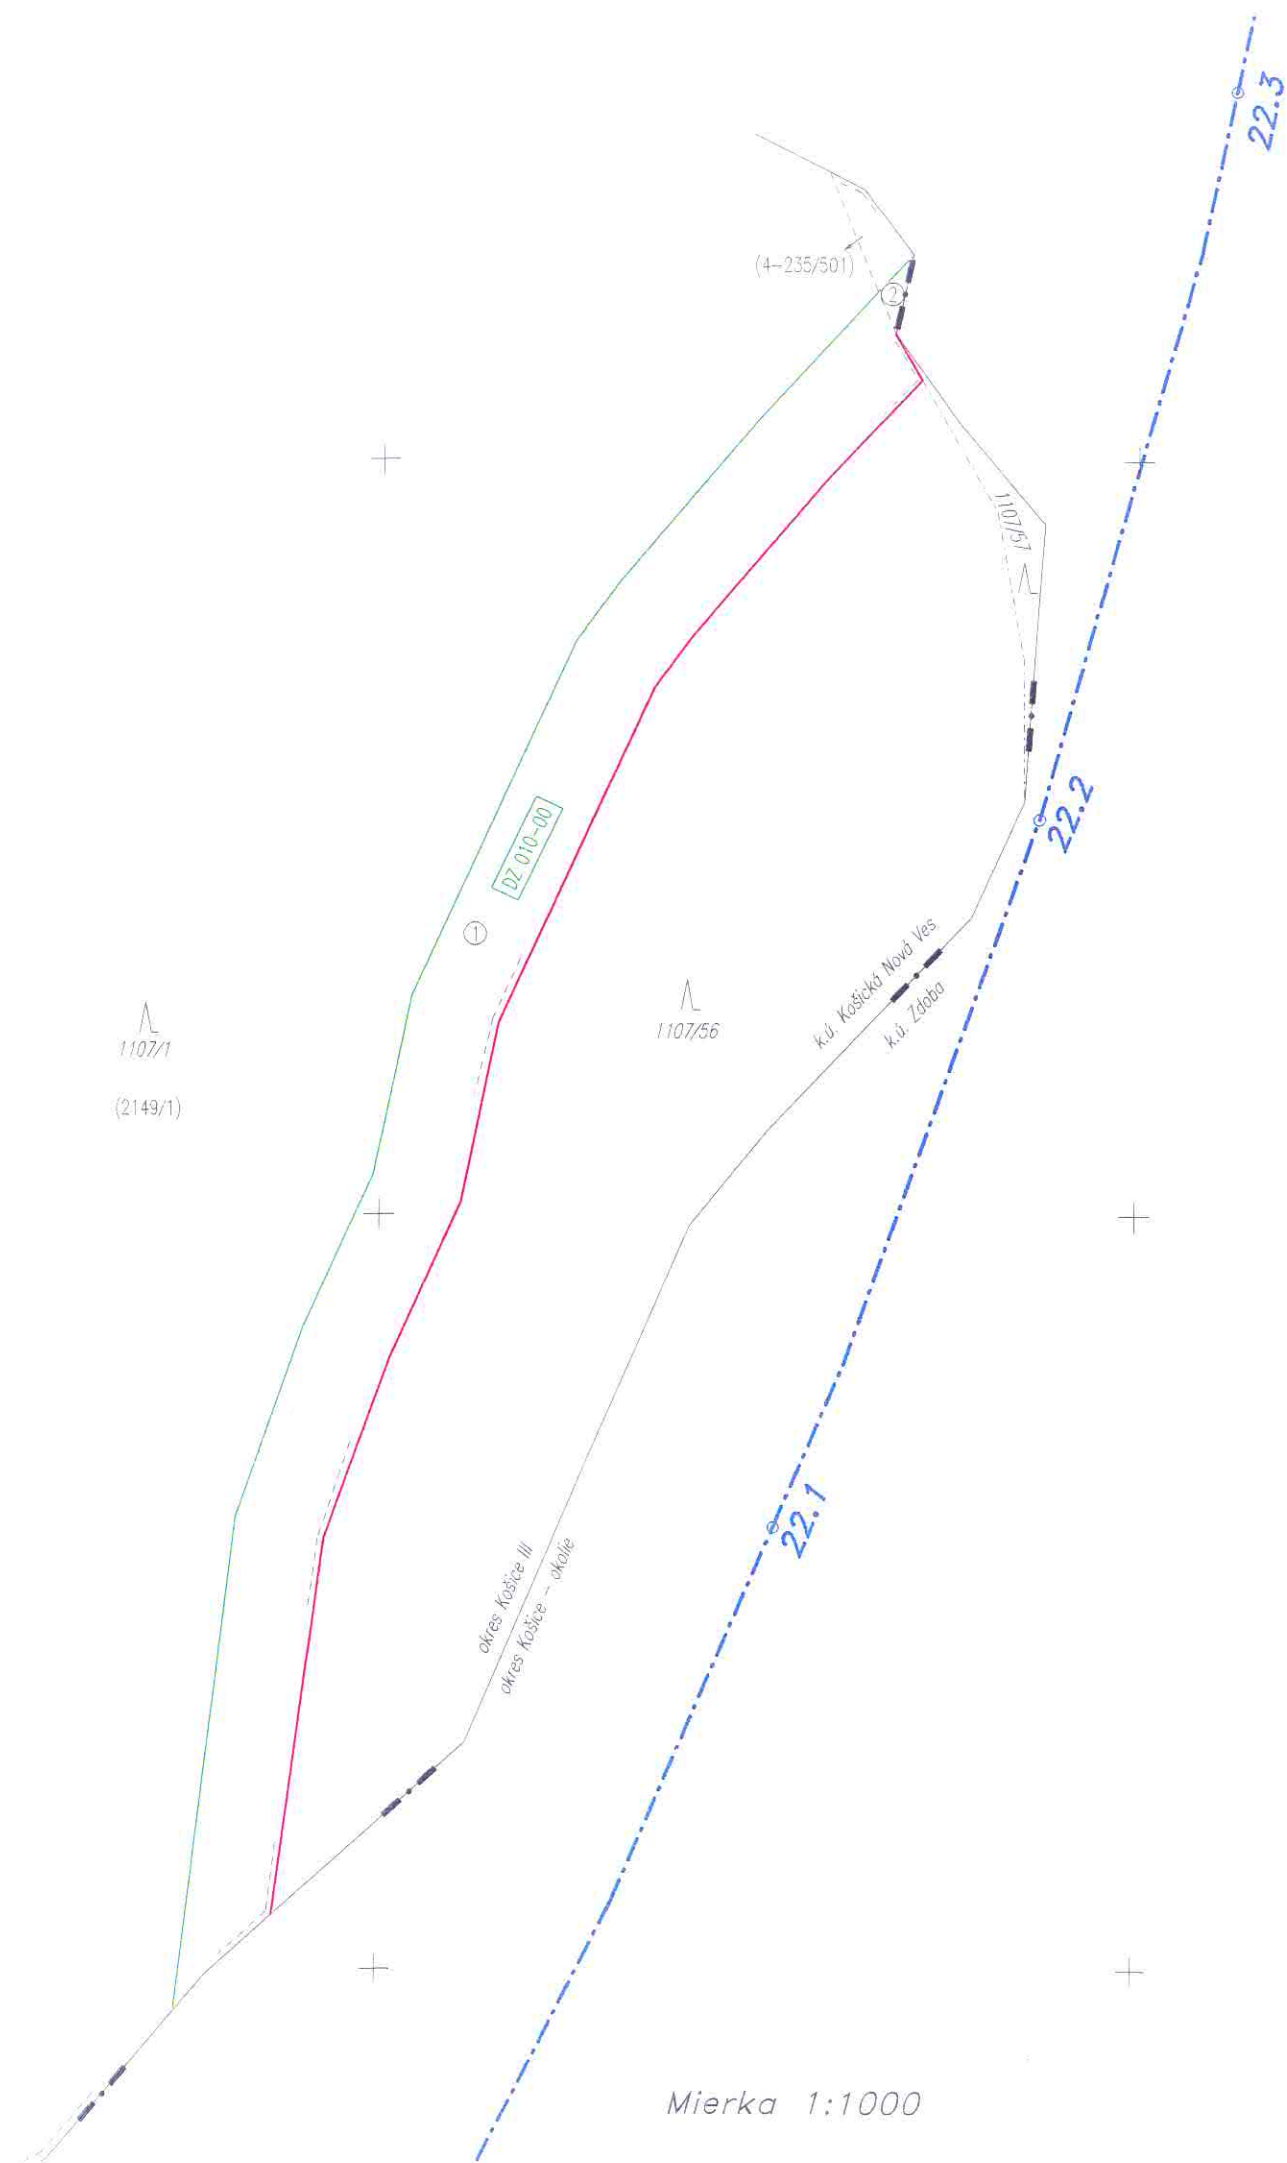 22.3
(4-235/501)
2
1107/57
22.2
DZ 010-00
1
k.ú. Košická Nová Ves
k.ú. Zdoba
1107/1
1107/56
(2149/1)
22.1
okres Košice III
okres Košice - okolie
Mierka 1:1000